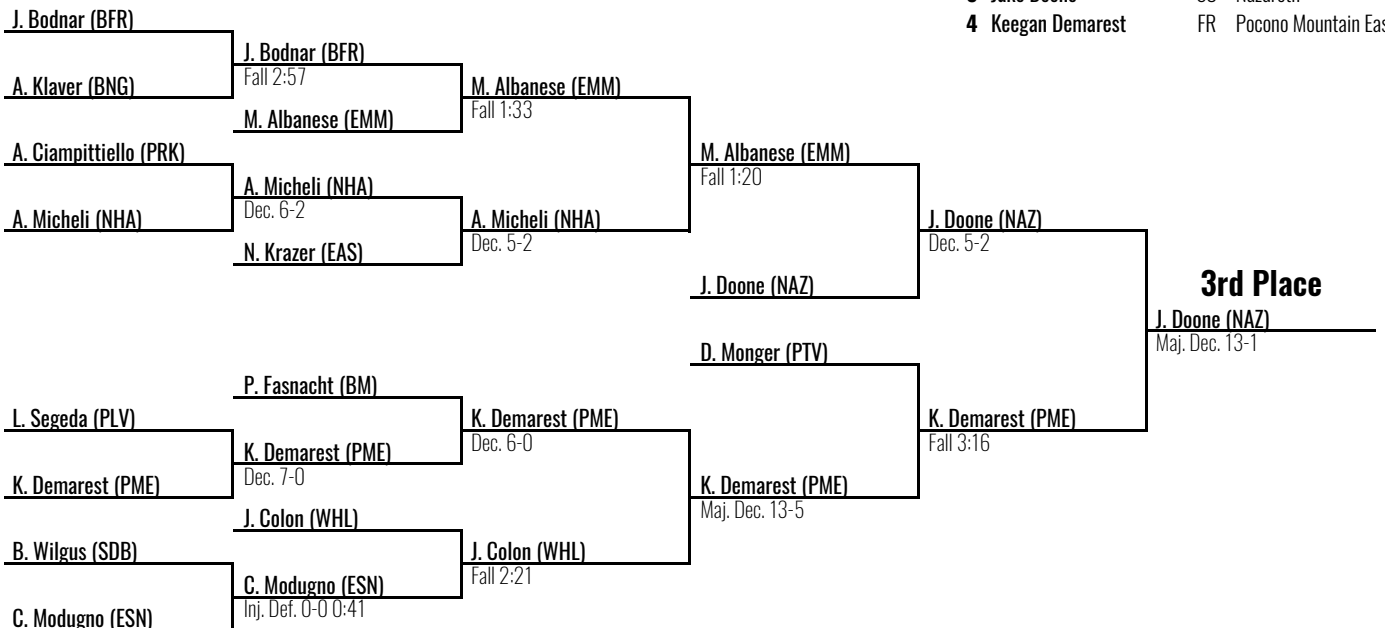 3 Jake Doone SO Nazareth
4 Keegan Demarest FR Pocono Mountain Eas
J. Bodnar (BFR)
J. Bodnar (BFR)
Fall 2:57
A. Klaver (BNG)
M. Albanese (EMM)
Fall 1:33
M. Albanese (EMM)
A. Ciampittiello (PRK)
M. Albanese (EMM)
Fall 1:20
A. Micheli (NHA)
Dec. 6-2
A. Micheli (NHA)
A. Micheli (NHA)
Dec. 5-2
J. Doone (NAZ)
Dec. 5-2
N. Krazer (EAS)
J. Doone (NAZ)
3rd Place
J. Doone (NAZ)
Maj. Dec. 13-1
D. Monger (PTV)
P. Fasnacht (BM)
L. Segeda (PLV)
K. Demarest (PME)
Dec. 6-0
K. Demarest (PME)
Fall 3:16
K. Demarest (PME)
Dec. 7-0
K. Demarest (PME)
K. Demarest (PME)
Maj. Dec. 13-5
J. Colon (WHL)
B. Wilgus (SDB)
J. Colon (WHL)
Fall 2:21
C. Modugno (ESN)
Inj. Def. 0-0 0:41
C. Modugno (ESN)